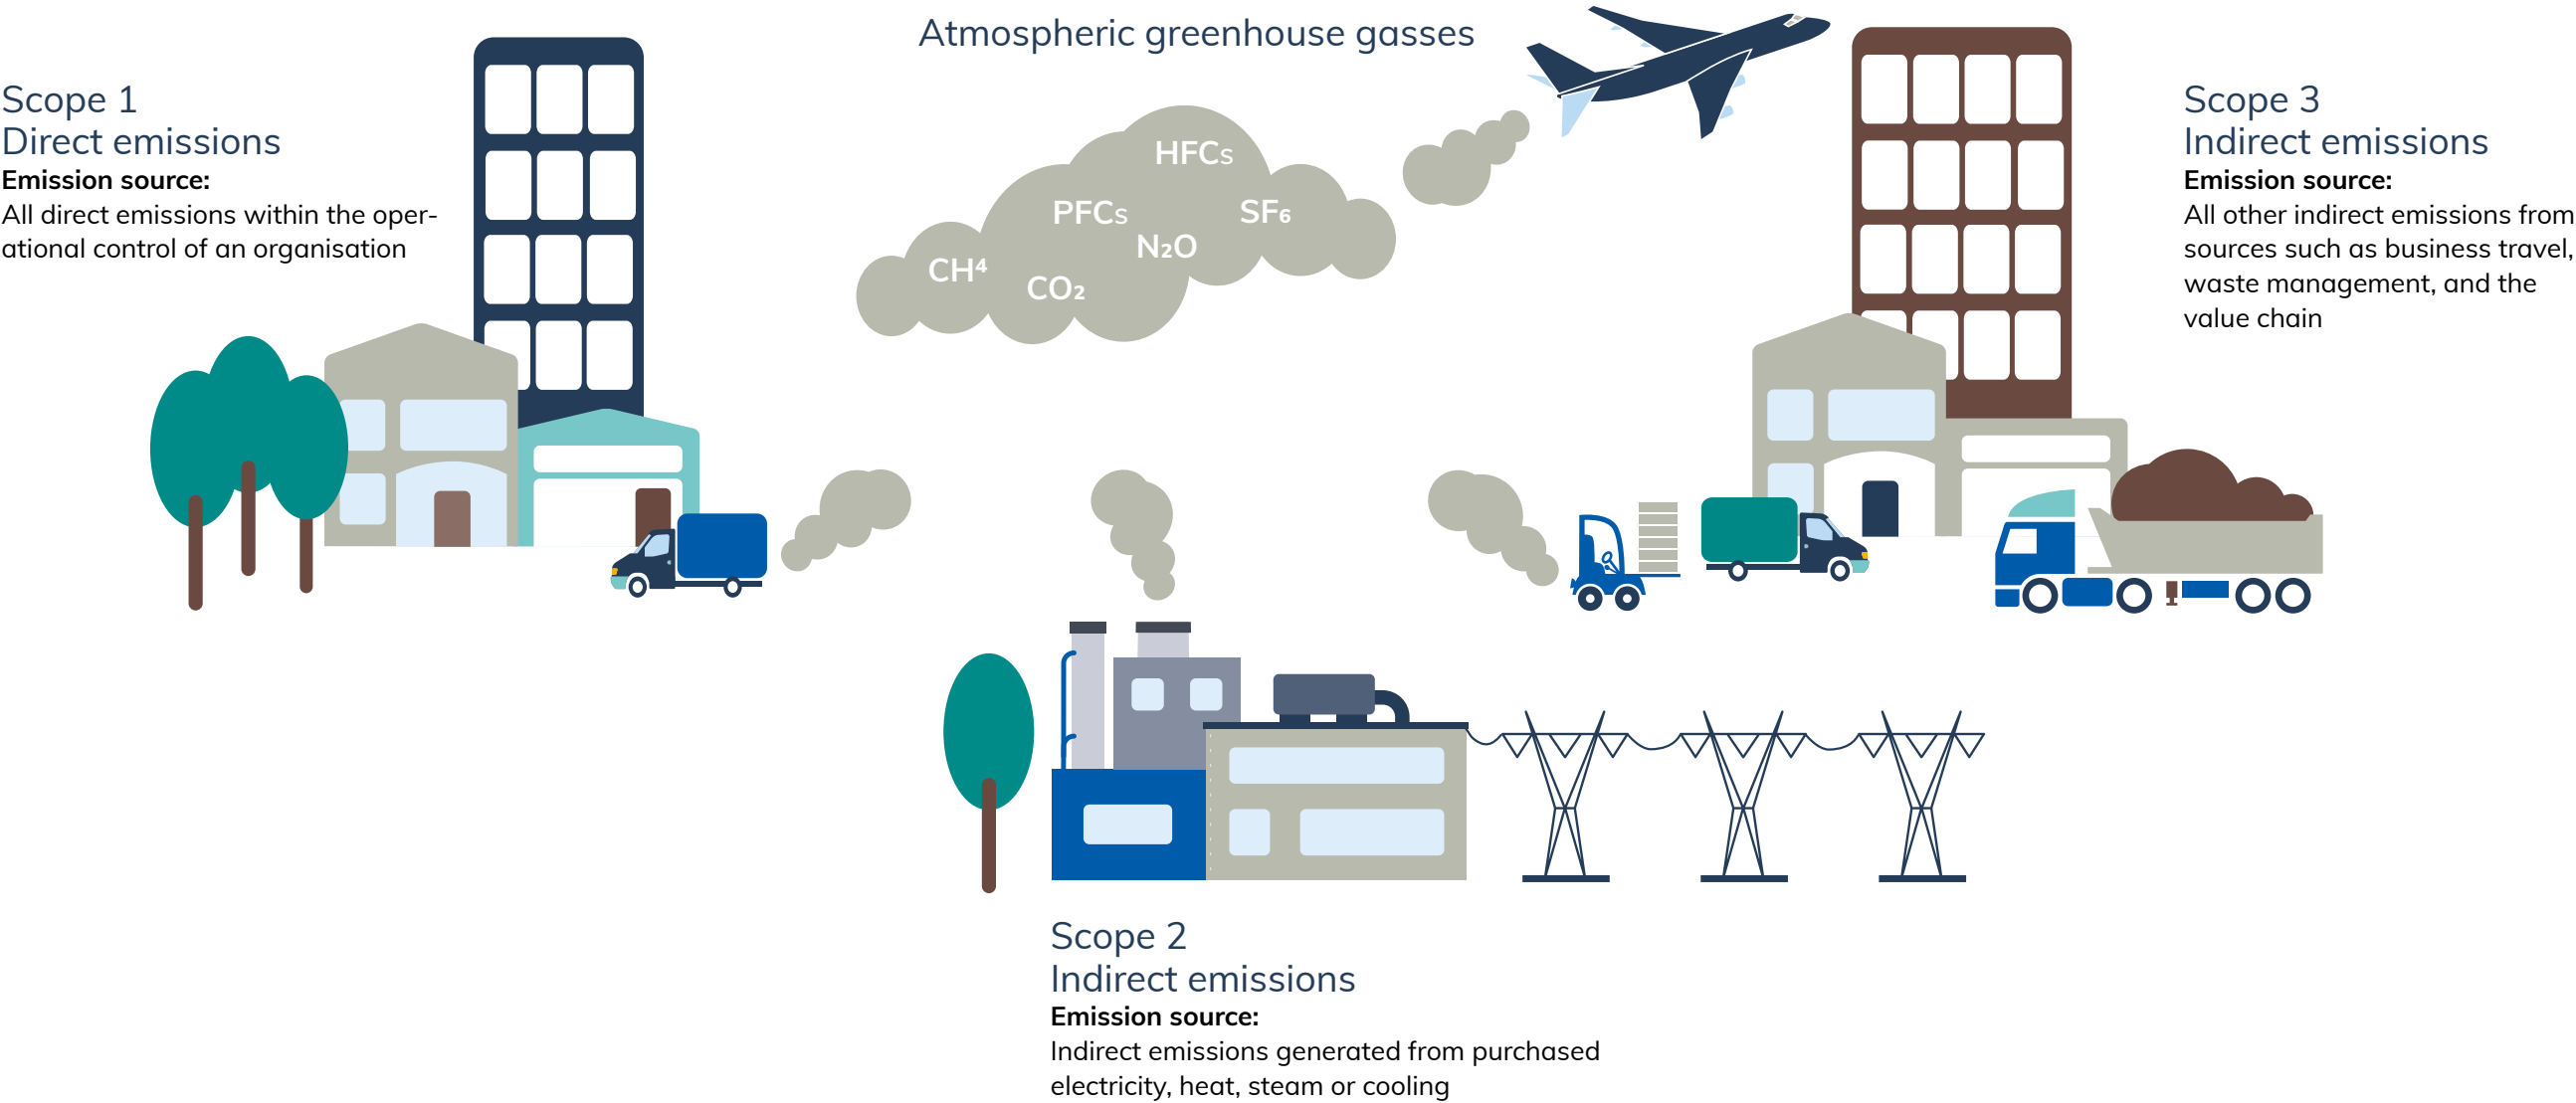 Atmospheric greenhouse gasses
Scope 1
Direct emissions
Emission source:
All direct emissions within the oper-
ational control of an organisation
HFCs
PFCs
SF₆
N₂O
CH⁴
CO₂
Scope 3
Indirect emissions
Emission source:
All other indirect emissions from
sources such as business travel,
waste management, and the
value chain
Scope 2
Indirect emissions
Emission source:
Indirect emissions generated from purchased
electricity, heat, steam or cooling